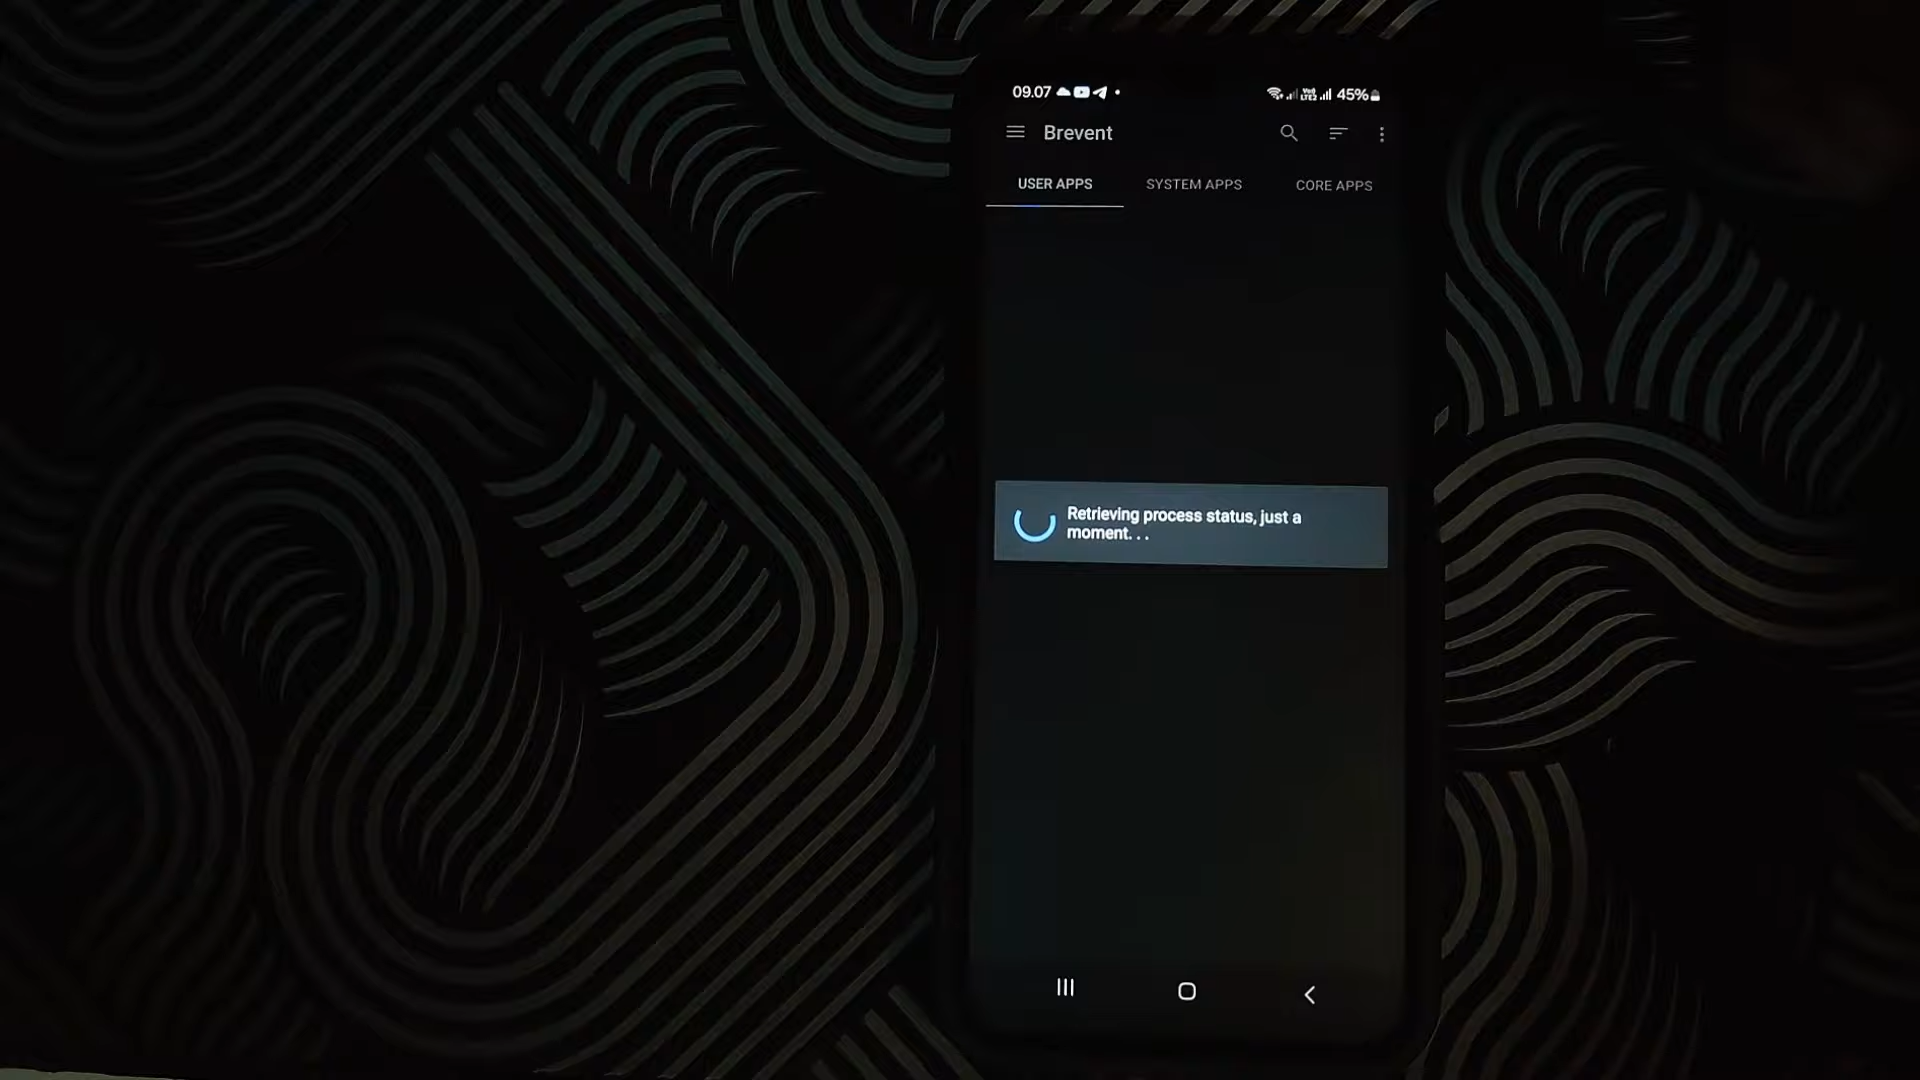 09.07 45%
Brevent
USER APPS SYSTEM APPS CORE APPS
Retrieving process status, just a
moment. . .